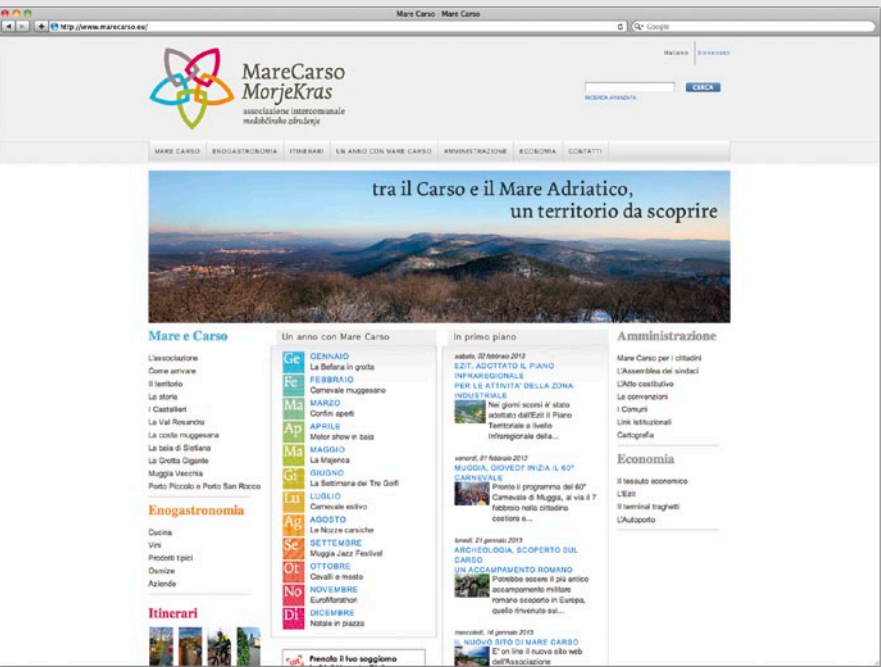 Mare Carso : Mare Carso
http://www.marecarso.eu/
Google
Italiano
Slovensko
MareCarso
MorjeKras
associazione intercomunale
medobčinsko združenje
CERCA
RICERCA AVANZATA
MARE CARSO
ENOGASTRONOMIA
ITINERARI
UN ANNO CON MARE CARSO
AMMINISTRAZIONE
ECONOMIA
CONTATTI
tra il Carso e il Mare Adriatico,
un territorio da scoprire
Mare e Carso
L'associazione
Come arrivare
Il territorio
La storia
I Castellieri
La Val Rosandra
La costa muggesana
La baia di Sistiana
La Grotta Gigante
Muggia Vecchia
Porto Piccolo e Porto San Rocco
Enogastronomia
Cucina
Vini
Prodotti tipici
Osmize
Aziende
Itinerari
Un anno con Mare Carso
Ge GENNAIO
La Befana in grotta
Fe FEBBRAIO
Carnevale muggesano
Ma MARZO
Confini aperti
Ap APRILE
Motor show in baia
Ma MAGGIO
La Majenca
Gi GIUGNO
La Settimana dei Tre Golfi
Lu LUGLIO
Carnevale estivo
Ag AGOSTO
Le Nozze carsiche
Se SETTEMBRE
Muggia Jazz Festival
Ot OTTOBRE
Cavalli e mosto
No NOVEMBRE
EuroMarathon
Di DICEMBRE
Natale in piazza
Prenota il tuo soggiorno
In primo piano
sabato, 02 febbraio 2013
EZIT, ADOTTATO IL PIANO
INFRAREGIONALE
PER LE ATTIVITA' DELLA ZONA
INDUSTRIALE
Nei giorni scorsi e' stato
adottato dall'Ezit il Piano
Territoriale a livello
Infraregionale della...
venerdì, 01 febbraio 2013
MUGGIA, GIOVEDI' INIZIA IL 60°
CARNEVALE
Pronto il programma del 60°
Carnevale di Muggia, al via il 7
febbraio nella cittadina
costiera e...
lunedì, 21 gennaio 2013
ARCHEOLOGIA, SCOPERTO SUL
CARSO
UN ACCAMPAMENTO ROMANO
Potrebbe essere il più antico
accampamento militare
romano scoperto in Europa,
quello rinvenuto sul...
mercoledì, 16 gennaio 2013
IL NUOVO SITO DI MARE CARSO
E' on line il nuovo sito web
dell'Associazione
Amministrazione
Mare Carso per i cittadini
L'Assemblea dei sindaci
L'Atto costitutivo
Le convenzioni
I Comuni
Link istituzionali
Cartografia
Economia
Il tessuto economico
L'Ezit
Il terminal traghetti
L'Autoporto